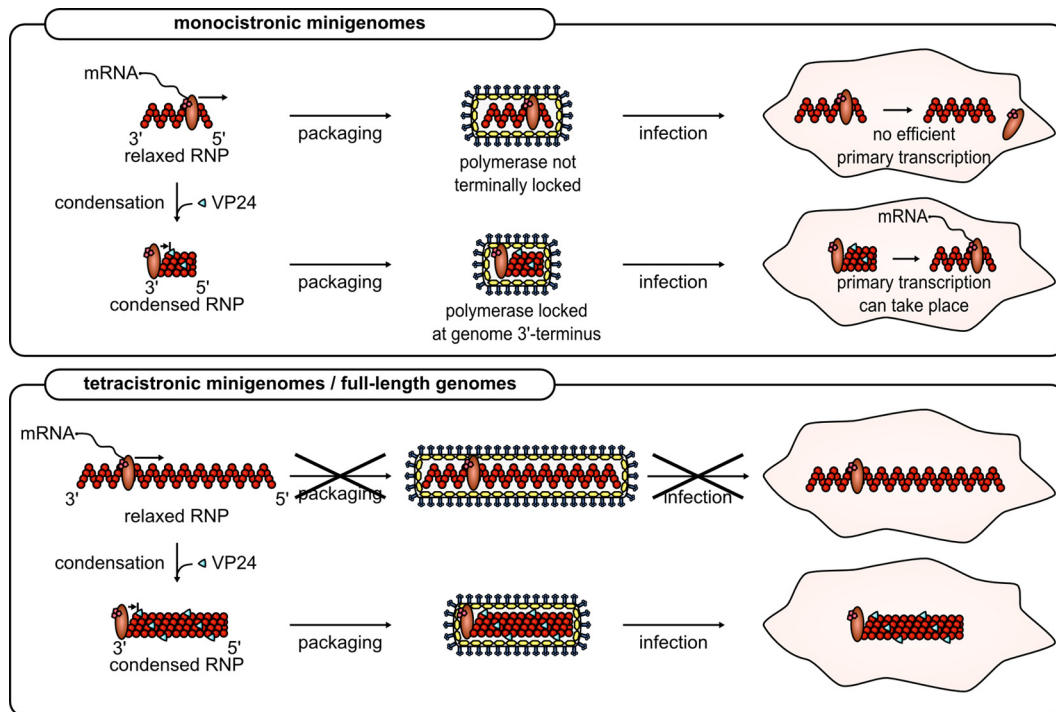 monocistronic minigenomes
mRNA
3' 5'
relaxed RNP
packaging
polymerase not
terminally locked
infection
no efficient
primary transcription
condensation
VP24
3' 5'
condensed RNP
packaging
polymerase locked
at genome 3'-terminus
infection
mRNA
primary transcription
can take place
tetracistronic minigenomes / full-length genomes
mRNA
3' 5'
relaxed RNP
packaging
infection
condensation
VP24
3' 5'
condensed RNP
packaging
infection